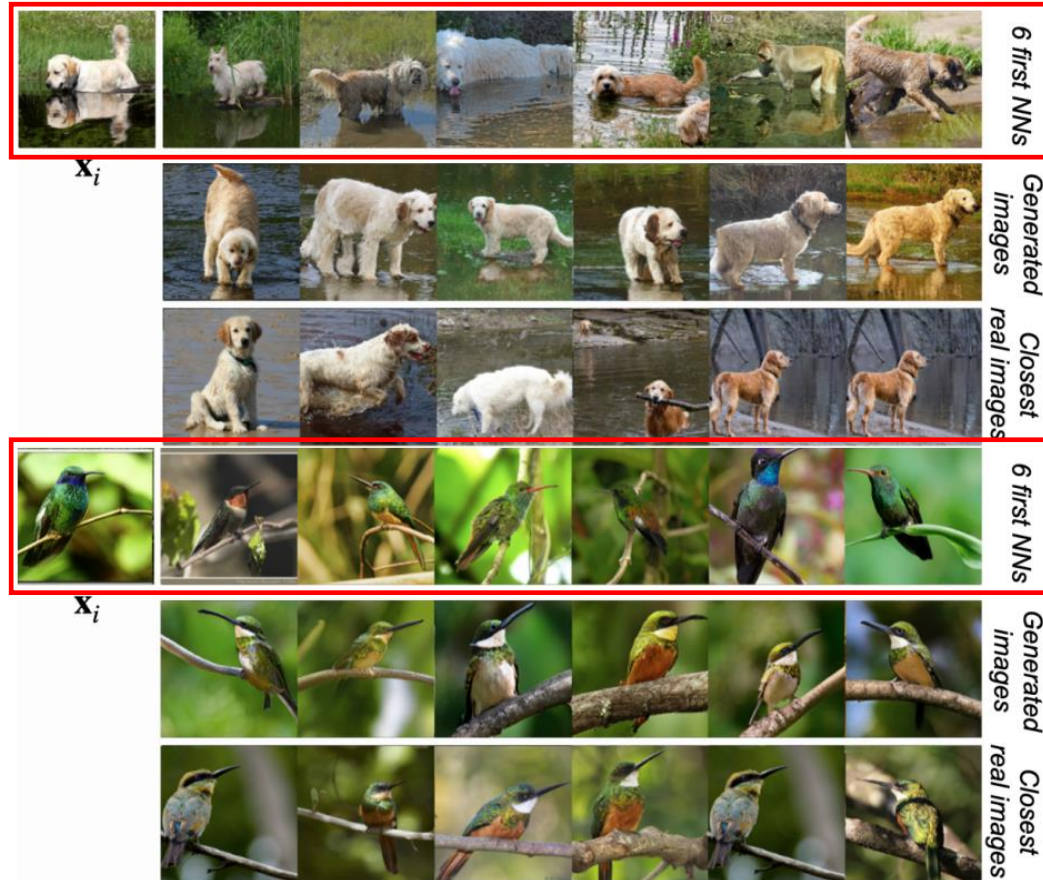 6 first NNs
x_i
Generated
images
Closest
real images
6 first NNs
x_i
Generated
images
Closest
real images